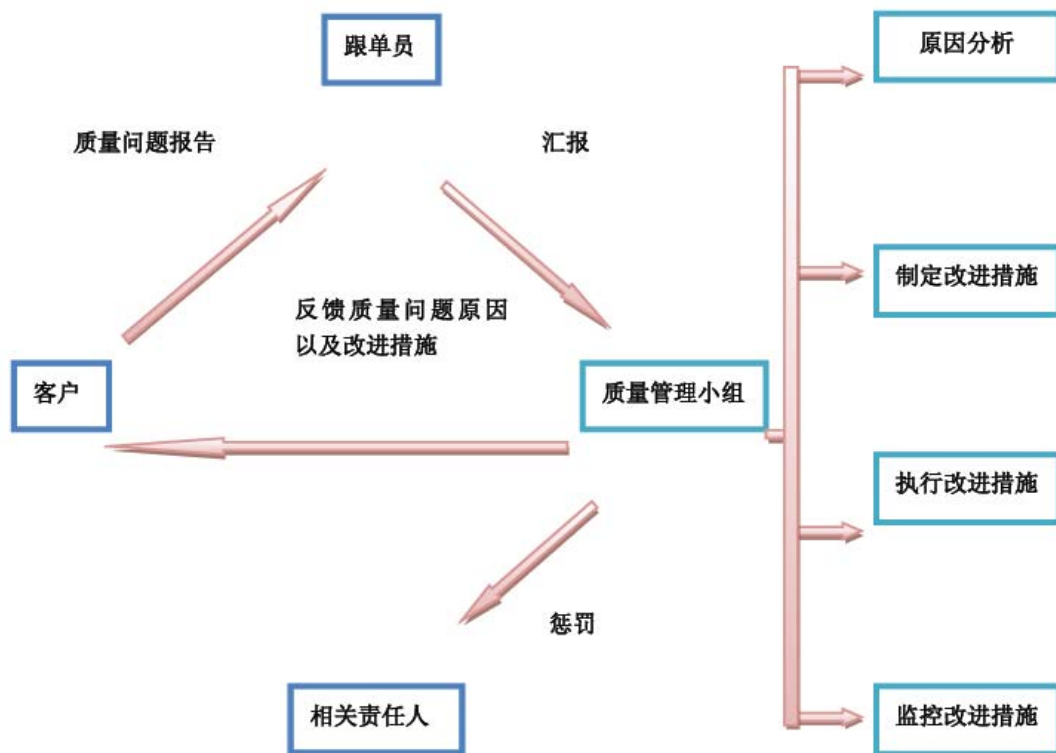 跟单员
原因分析
质量问题报告
汇报
制定改进措施
反馈质量问题原因
以及改进措施
客户
质量管理小组
执行改进措施
惩罚
相关责任人
监控改进措施